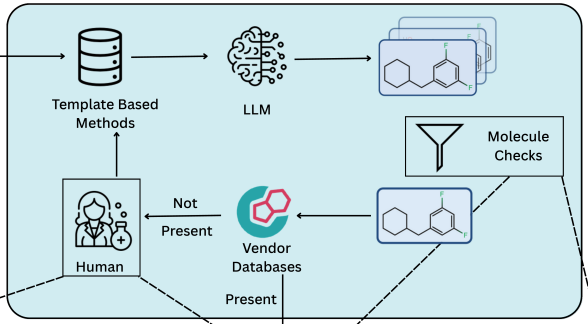 Template Based
Methods
LLM
F
F
Molecule
Checks
Not
Present
F
F
Human
Vendor
Databases
Present